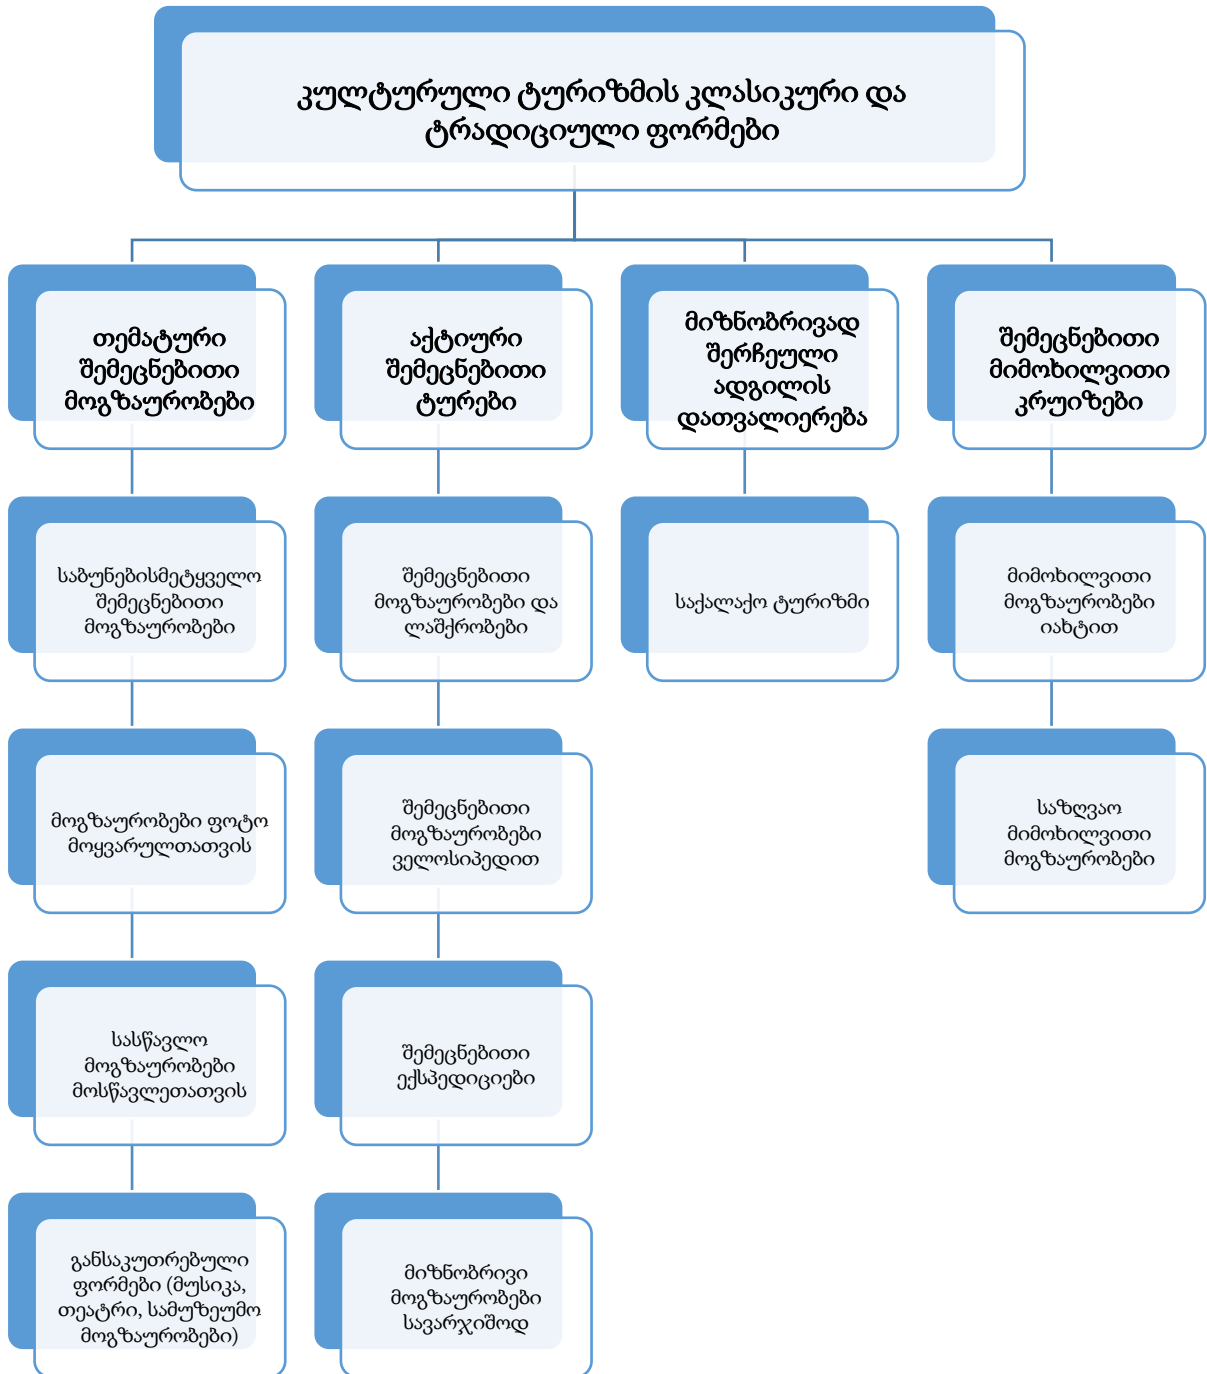 კულტურული ტურიზმის კლასიკური და
ტრადიციული ფორმები
თემატური
შემეცნებითი
მოგზაურობები
აქტიური
შემეცნებითი
ტურები
მიზნობრივად
შერჩეული
ადგილის
დათვალიერება
შემეცნებითი
მიმოხილვითი
კრუიზები
საბუნებისმეტყველო
შემეცნებითი
მოგზაურობები
შემეცნებითი
მოგზაურობები და
ლაშქრობები
საქალაქო ტურიზმი
მიმოხილვითი
მოგზაურობები
იახტით
მოგზაურობები ფოტო
მოყვარულთათვის
შემეცნებითი
მოგზაურობები
ველოსიპედით
საზღვაო
მიმოხილვითი
მოგზაურობები
სასწავლო
მოგზაურობები
მოსწავლეთათვის
შემეცნებითი
ექსპედიციები
განსაკუთრებული
ფორმები (მუსიკა,
თეატრი, სამუზეუმო
მოგზაურობები)
მიზნობრივი
მოგზაურობები
სავარჯიშოდ